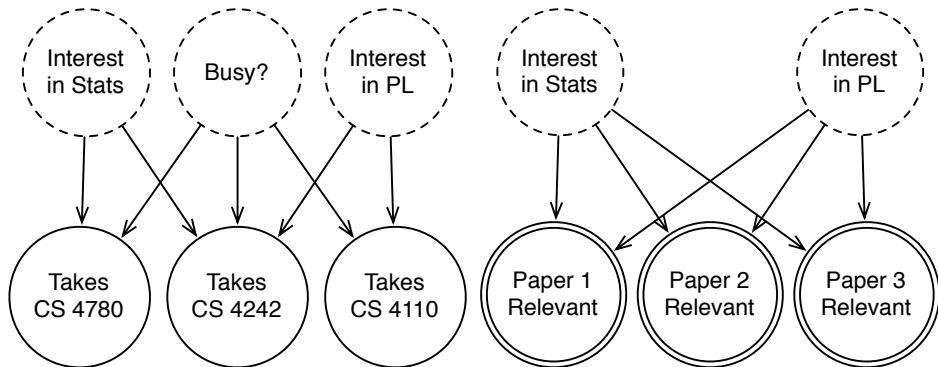 Interest
in Stats
Busy?
Interest
in PL
Interest
in Stats
Interest
in PL
Takes
CS 4780
Takes
CS 4242
Takes
CS 4110
Paper 1
Relevant
Paper 2
Relevant
Paper 3
Relevant